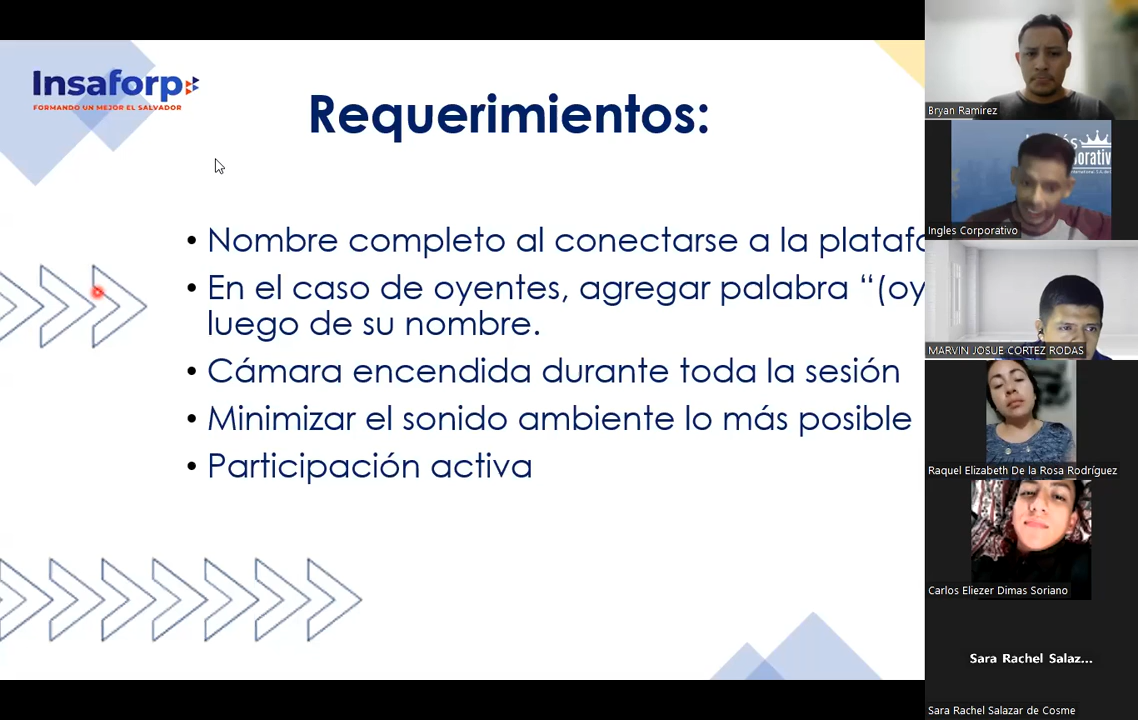 Insaforp
FORMANDO UN MEJOR EL SALVADOR
Requerimientos:
• Nombre completo al conectarse a la
• En el caso de oyentes, agregar palabra
luego de su nombre.
• Cámara encendida durante toda la sesión
• Minimizar el sonido ambiente lo más posible
• Participación activa
Bryan Ramírez
Ingles Corporativo
MARVIN JOSUE CORTEZ RODAS
Raquel Elizabeth De la Rosa Rodríguez
Carlos Eliezer Dimas Soriano
Sara Rachel Salaz...
Sara Rachel Salazar de Cosme